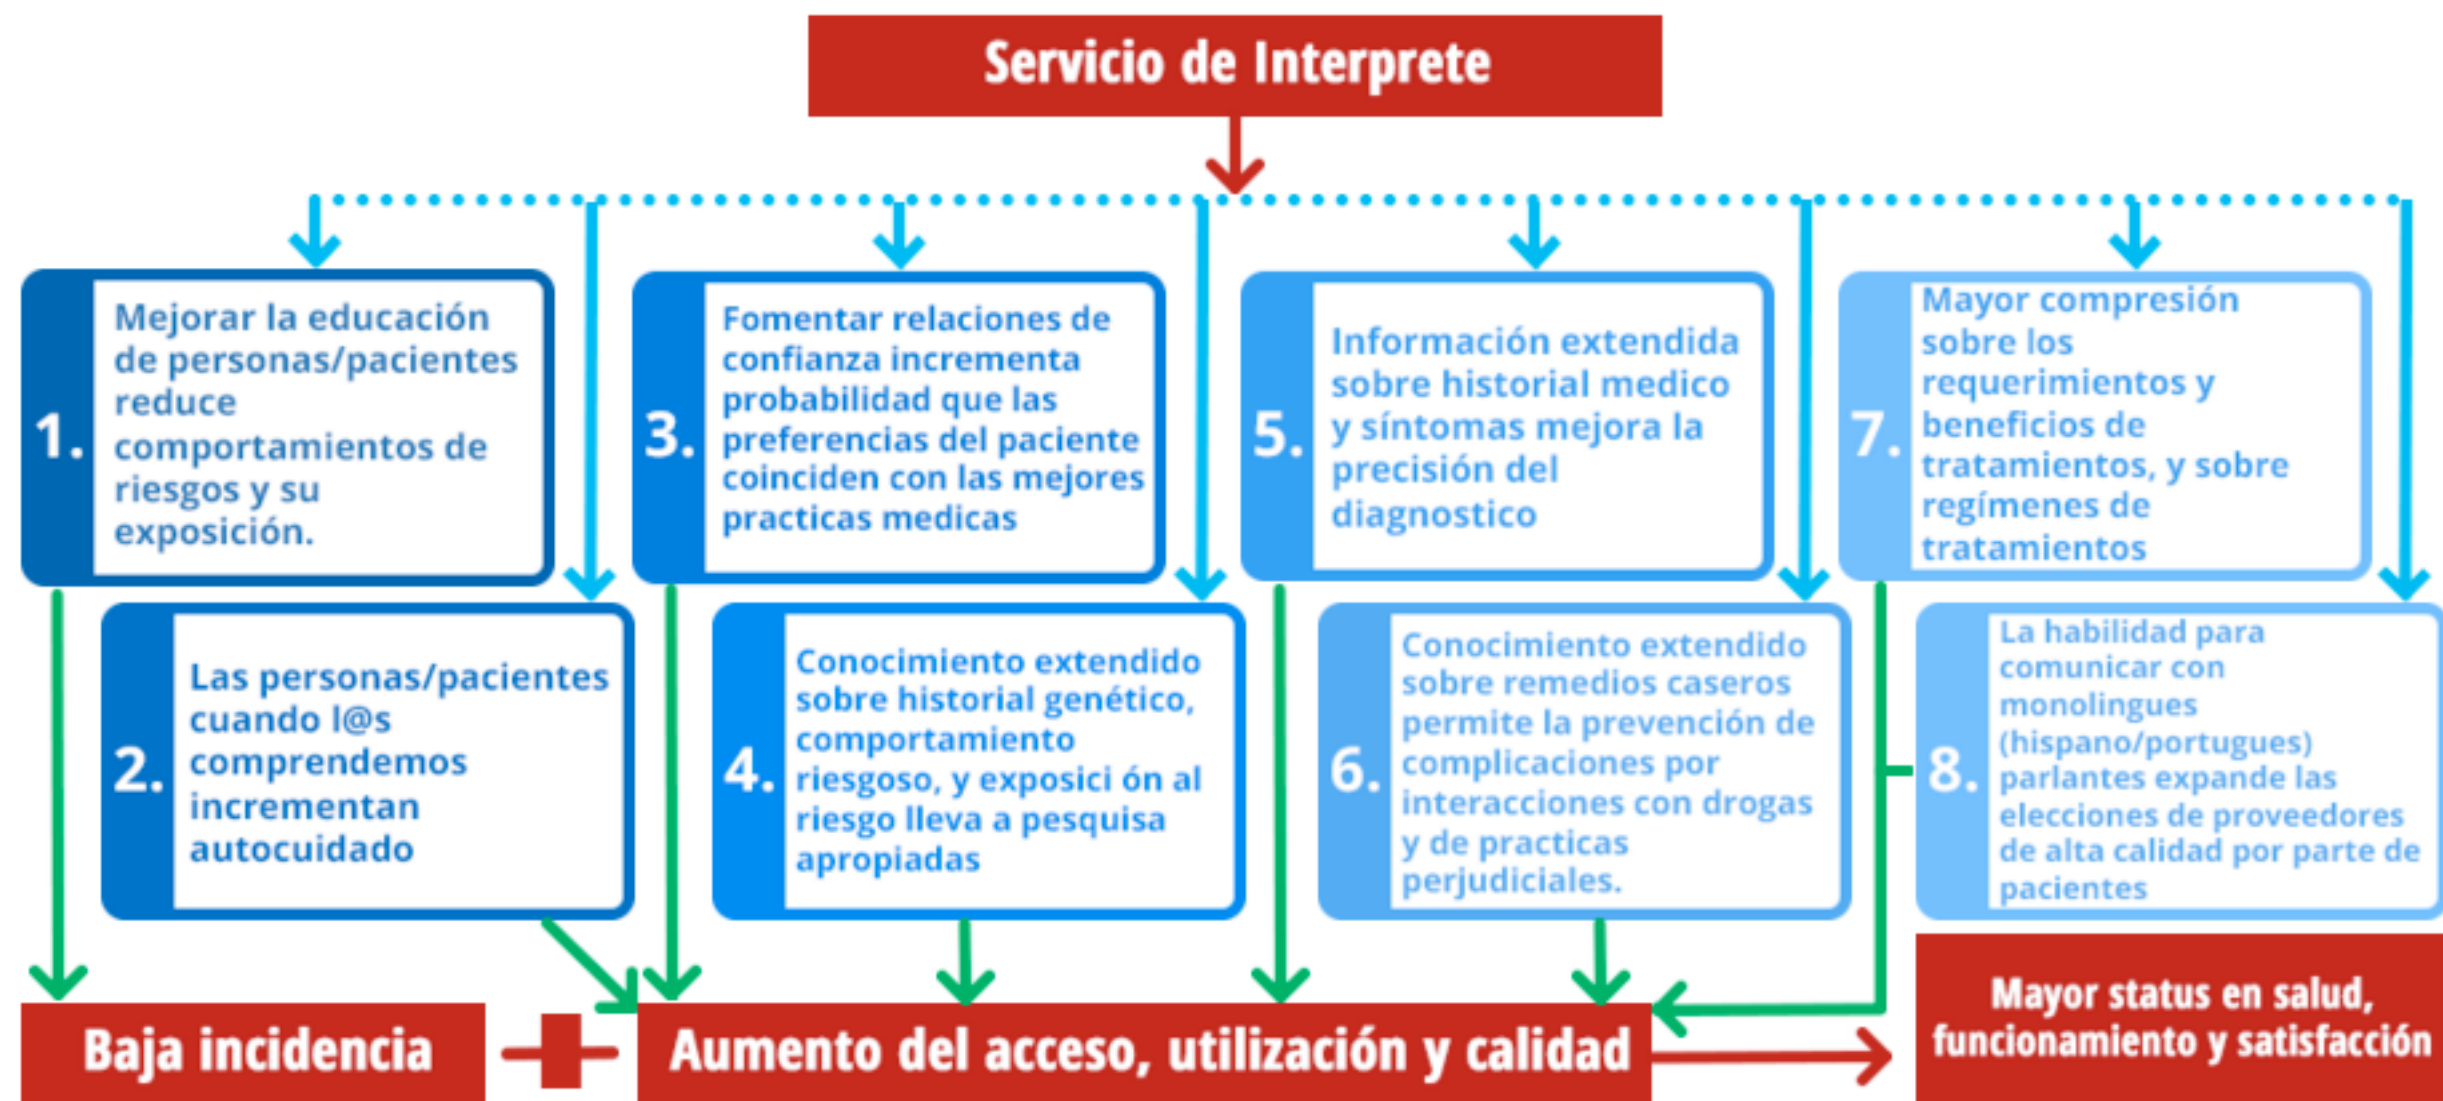 Servicio de Interprete
1.
Mejorar la educación
de personas/pacientes
reduce
comportamientos de
riesgos y su
exposición.
2.
Las personas/pacientes
cuando l@s
comprendemos
incrementan
autocuidado
3.
Fomentar relaciones de
confianza incrementa
probabilidad que las
preferencias del paciente
coinciden con las mejores
practicas medicas
4.
Conocimiento extendido
sobre historial genético,
comportamiento
riesgoso, y exposici ón al
riesgo lleva a pesquisa
apropiadas
5.
Información extendida
sobre historial medico
y síntomas mejora la
precisión del
diagnostico
6.
Conocimiento extendido
sobre remedios caseros
permite la prevención de
complicaciones por
interacciones con drogas
y de practicas
perjudiciales.
7.
Mayor compresión
sobre los
requerimientos y
beneficios de
tratamientos, y sobre
regímenes de
tratamientos
8.
La habilidad para
comunicar con
monolingues
(hispano/portugues)
parlantes expande las
elecciones de proveedores
de alta calidad por parte de
pacientes
Baja incidencia
Aumento del acceso, utilización y calidad
Mayor status en salud,
funcionamiento y satisfacción